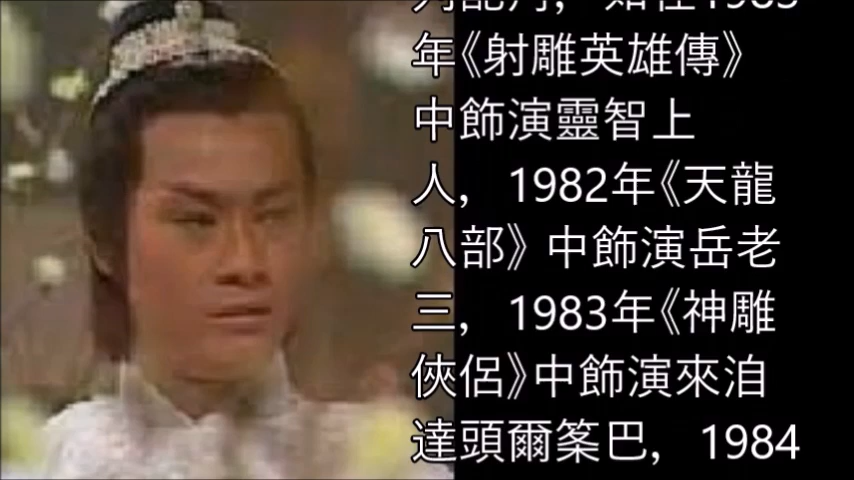 年《射雕英雄傳》
中飾演靈智上
人, 1982年《天龍
八部》 中飾演岳老
三, 1983年《神雕
俠侶》中飾演來洎
達頭爾筞巴, 1984